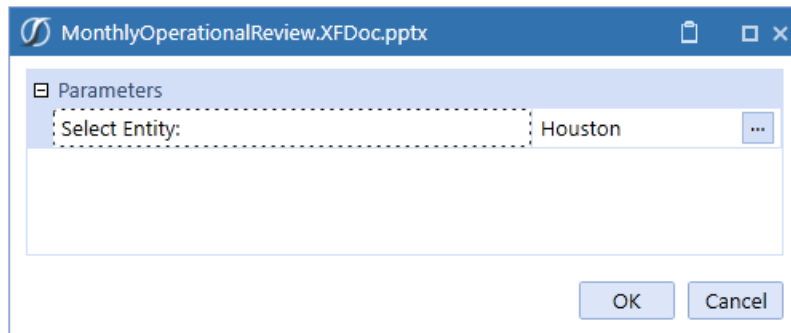 MonthlyOperationalReview.XFDoc.pptx
Parameters
Select Entity: Houston ...
OK Cancel